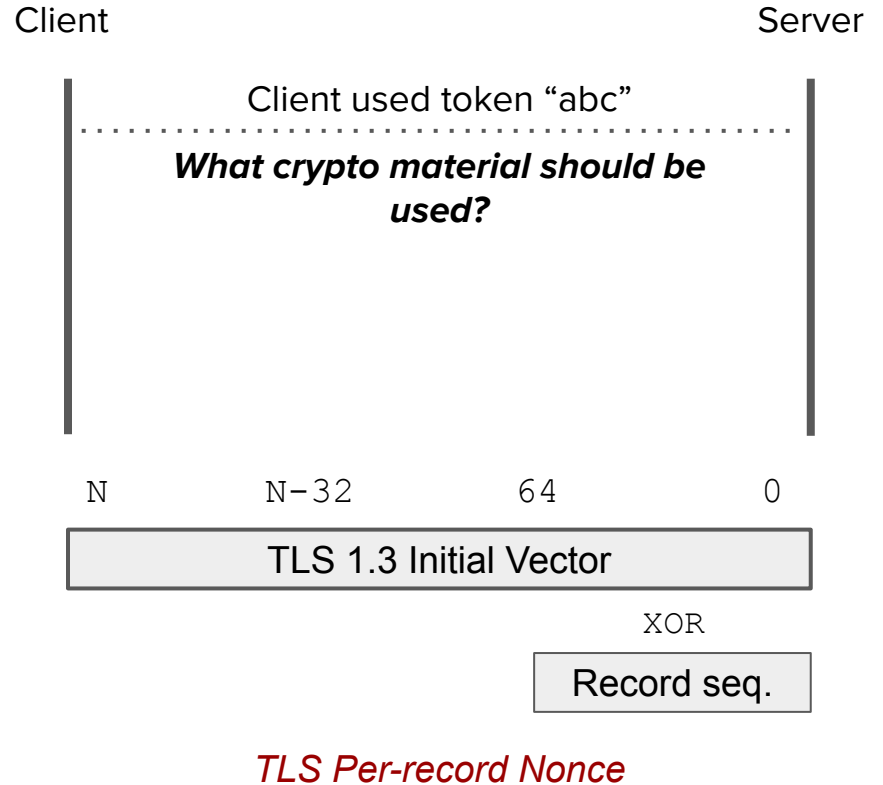 Client Server
Client used token “abc”
What crypto material should be
used?
N N-32 64 0
TLS 1.3 Initial Vector
XOR
Record seq.
TLS Per-record Nonce